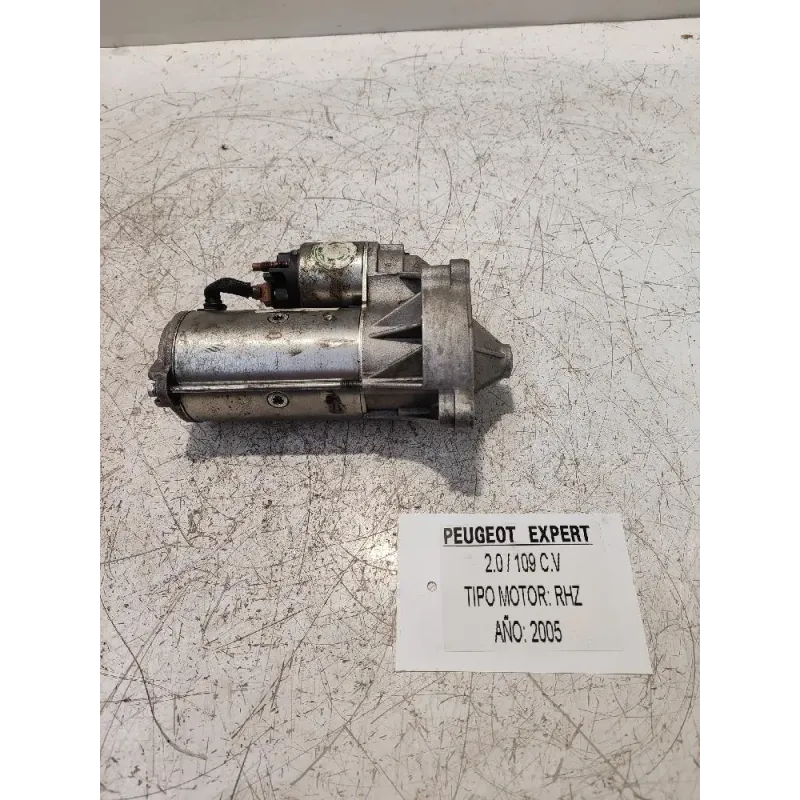 PEUGEOT EXPERT
2.0 / 109 C.V
TIPO MOTOR: RHZ
AÑO: 2005